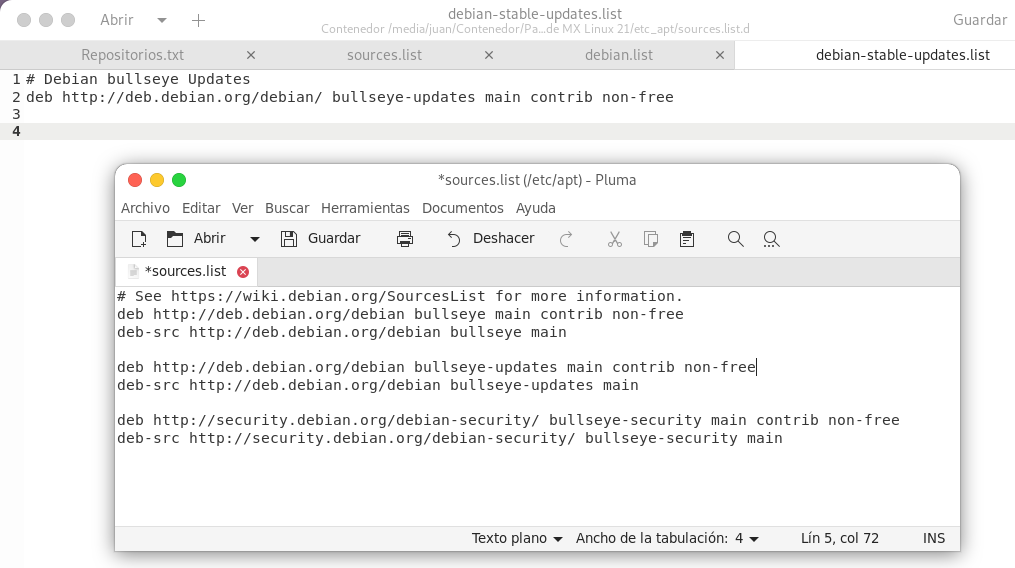 Abrir
debian-stable-updates.list
Contenedor /media/juan/Contenedor/Pa...de MX Linux 21/etc_apt/sources.list.d
Guardar
Repositorios.txt sources.list debian.list debian-stable-updates.list
1 # Debian bullseye Updates
2 deb http://deb.debian.org/debian/ bullseye-updates main contrib non-free
3
4
*sources.list (/etc/apt) - Pluma
Archivo Editar Ver Buscar Herramientas Documentos Ayuda
Abrir Guardar Deshacer
*sources.list
# See https://wiki.debian.org/SourcesList for more information.
deb http://deb.debian.org/debian bullseye main contrib non-free
deb-src http://deb.debian.org/debian bullseye main
deb http://deb.debian.org/debian bullseye-updates main contrib non-free
deb-src http://deb.debian.org/debian bullseye-updates main
deb http://security.debian.org/debian-security/ bullseye-security main contrib non-free
deb-src http://security.debian.org/debian-security/ bullseye-security main
Texto plano Ancho de la tabulación: 4 Lín 5, col 72 INS